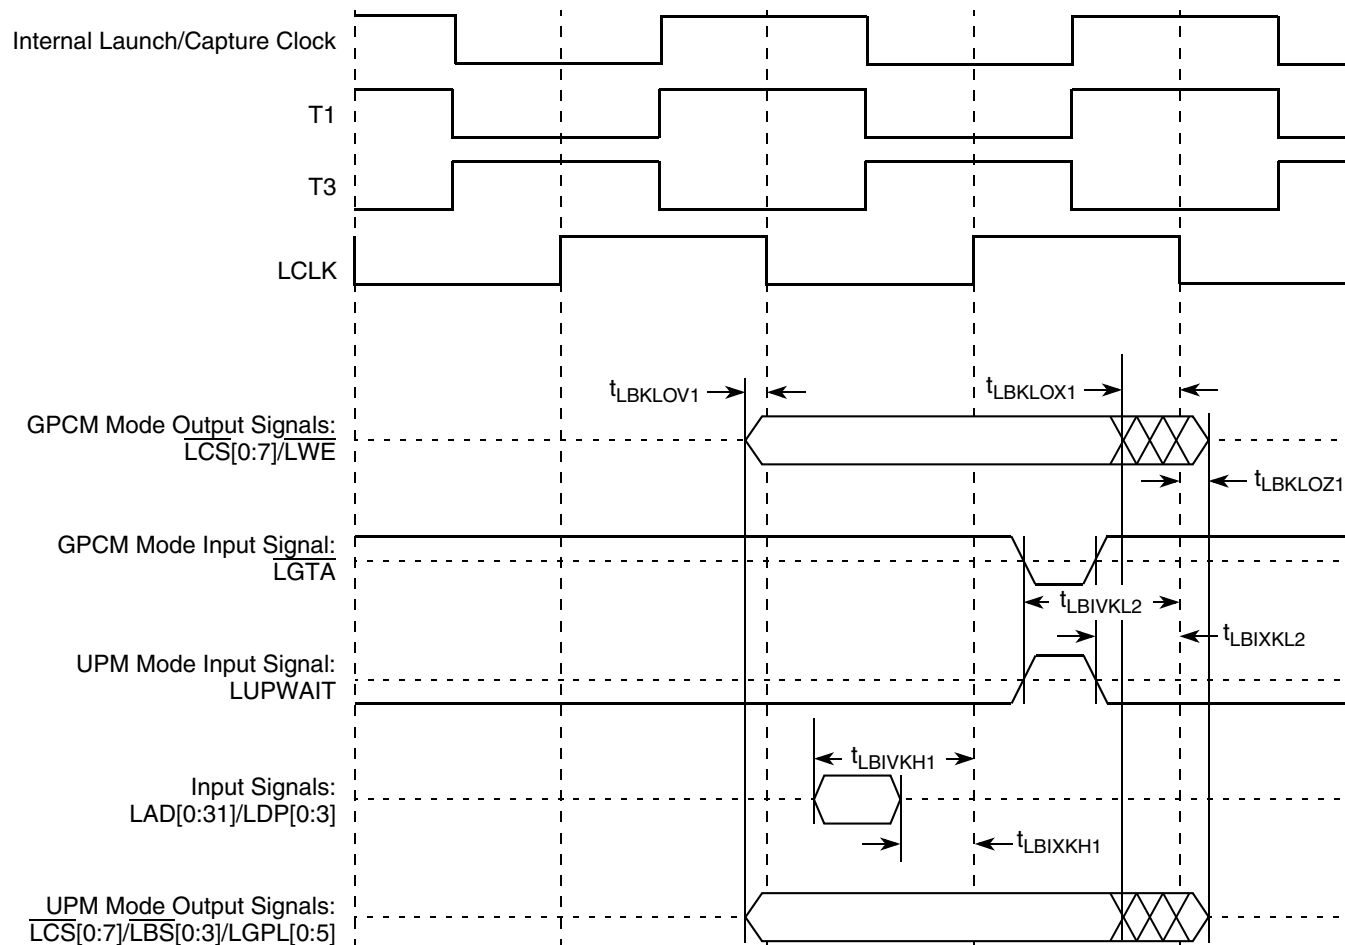 Internal Launch/Capture Clock
T1
T3
LCLK
tLBKLOV1
tLBKLOX1
GPCM Mode Output Signals:
LCS[0:7]/LWE
tLBKLOZ1
GPCM Mode Input Signal:
LGTA
tLBIVKL2
tLBIXKL2
UPM Mode Input Signal:
LUPWAIT
tLBIVKH1
Input Signals:
LAD[0:31]/LDP[0:3]
tLBIXKH1
UPM Mode Output Signals:
LCS[0:7]/LBS[0:3]/LGPL[0:5]